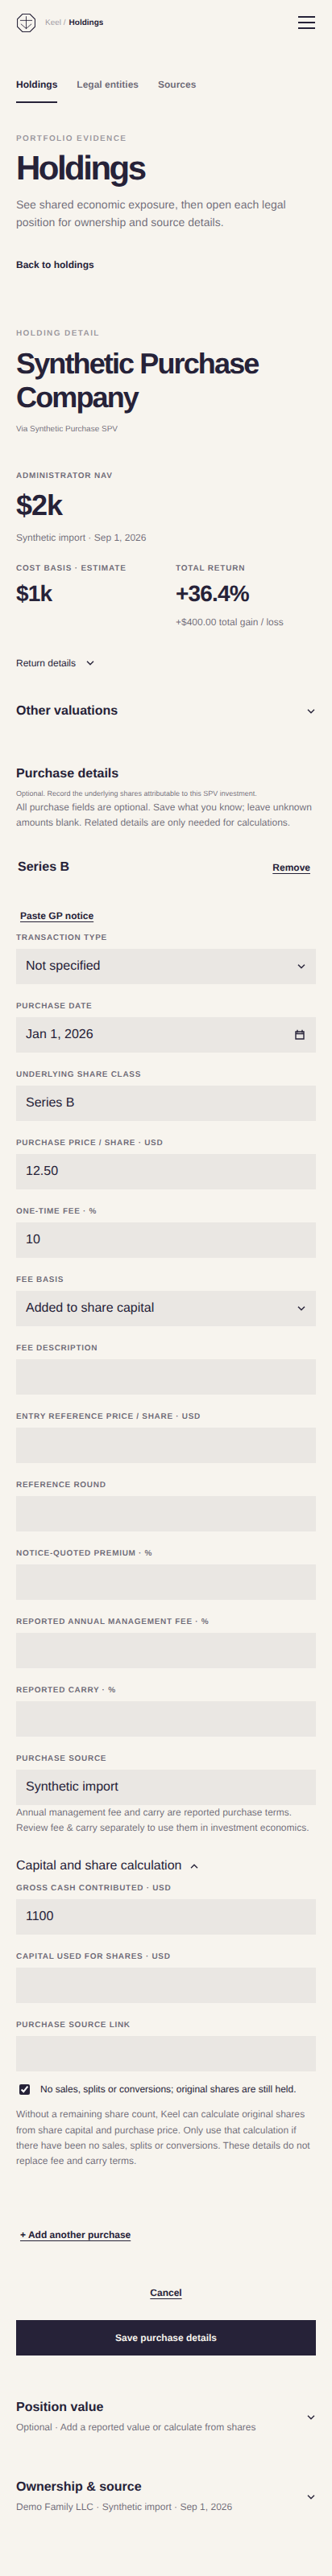 Keel / Holdings
Holdings Legal entities Sources
PORTFOLIO EVIDENCE
Holdings
See shared economic exposure, then open each legal
position for ownership and source details.
Back to holdings
HOLDING DETAIL
Synthetic Purchase
Company
Via Synthetic Purchase SPV
ADMINISTRATOR NAV
$2k
Synthetic import · Sep 1, 2026
COST BASIS · ESTIMATE TOTAL RETURN
$1k +36.4%
+$400.00 total gain / loss
Return details
Other valuations
Purchase details
Optional. Record the underlying shares attributable to this SPV investment.
All purchase fields are optional. Save what you know; leave unknown
amounts blank. Related details are only needed for calculations.
Series B Remove
Paste GP notice
TRANSACTION TYPE
Not specified
PURCHASE DATE
Jan 1, 2026
UNDERLYING SHARE CLASS
Series B
PURCHASE PRICE / SHARE · USD
12.50
ONE-TIME FEE · %
10
FEE BASIS
Added to share capital
FEE DESCRIPTION
ENTRY REFERENCE PRICE / SHARE · USD
REFERENCE ROUND
NOTICE-QUOTED PREMIUM · %
REPORTED ANNUAL MANAGEMENT FEE · %
REPORTED CARRY · %
PURCHASE SOURCE
Synthetic import
Annual management fee and carry are reported purchase terms.
Review fee & carry separately to use them in investment economics.
Capital and share calculation
GROSS CASH CONTRIBUTED · USD
1100
CAPITAL USED FOR SHARES · USD
PURCHASE SOURCE LINK
No sales, splits or conversions; original shares are still held.
Without a remaining share count, Keel can calculate original shares
from share capital and purchase price. Only use that calculation if
there have been no sales, splits or conversions. These details do not
replace fee and carry terms.
+ Add another purchase
Cancel
Save purchase details
Position value
Optional · Add a reported value or calculate from shares
Ownership & source
Demo Family LLC · Synthetic import · Sep 1, 2026